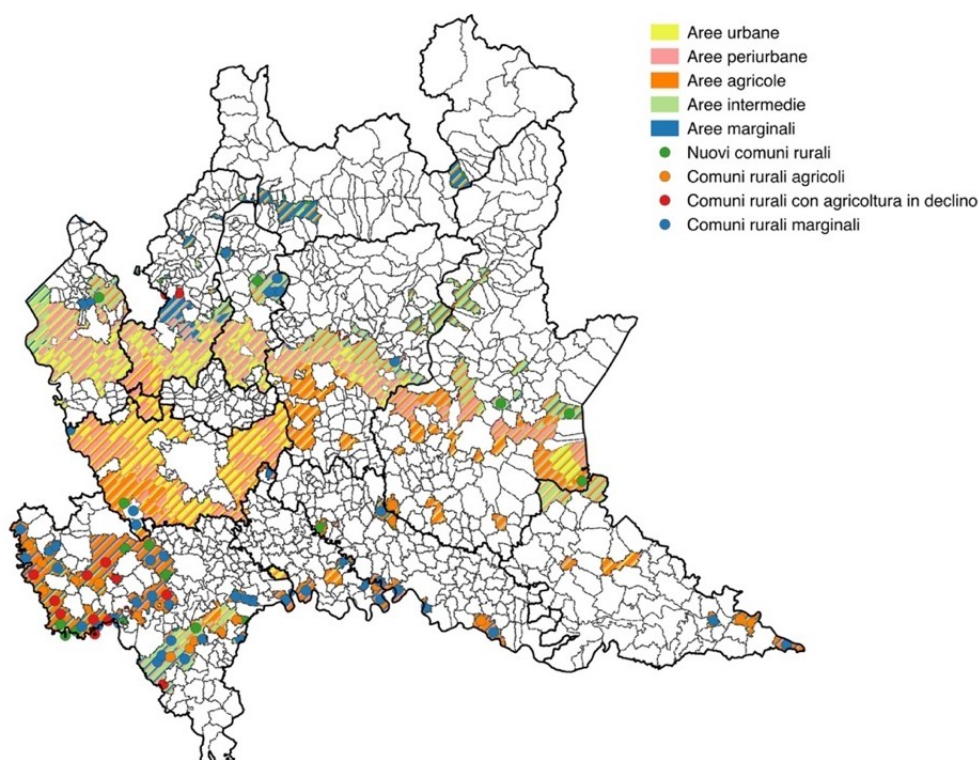 Aree urbane
Aree periurbane
Aree agricole
Aree intermedie
Aree marginali
Nuovi comuni rurali
Comuni rurali agricoli
Comuni rurali con agricoltura in declino
Comuni rurali marginali